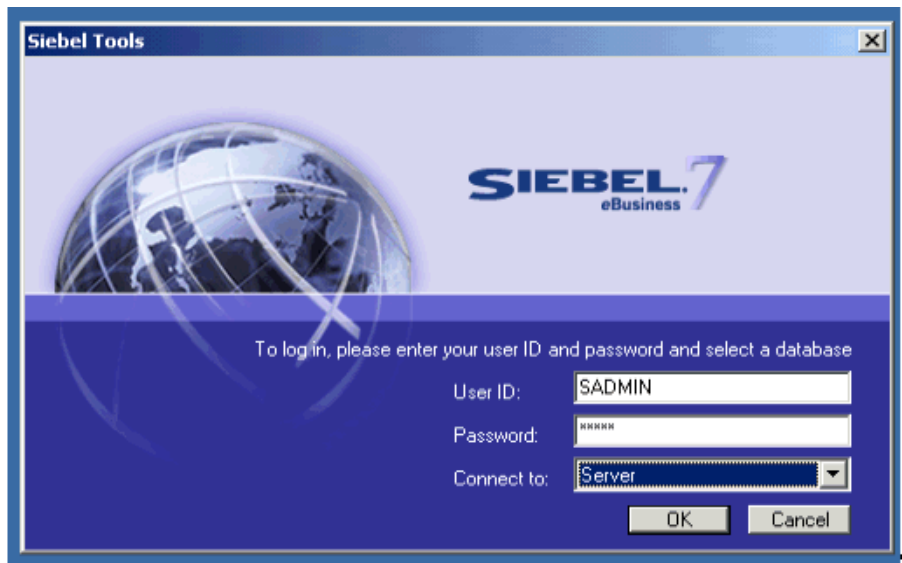 Siebel Tools
SIEBEL.7
eBusiness
To log in, please enter your user ID and password and select a database
User ID: SADMIN
Password: *****
Connect to: Server
OK Cancel
.